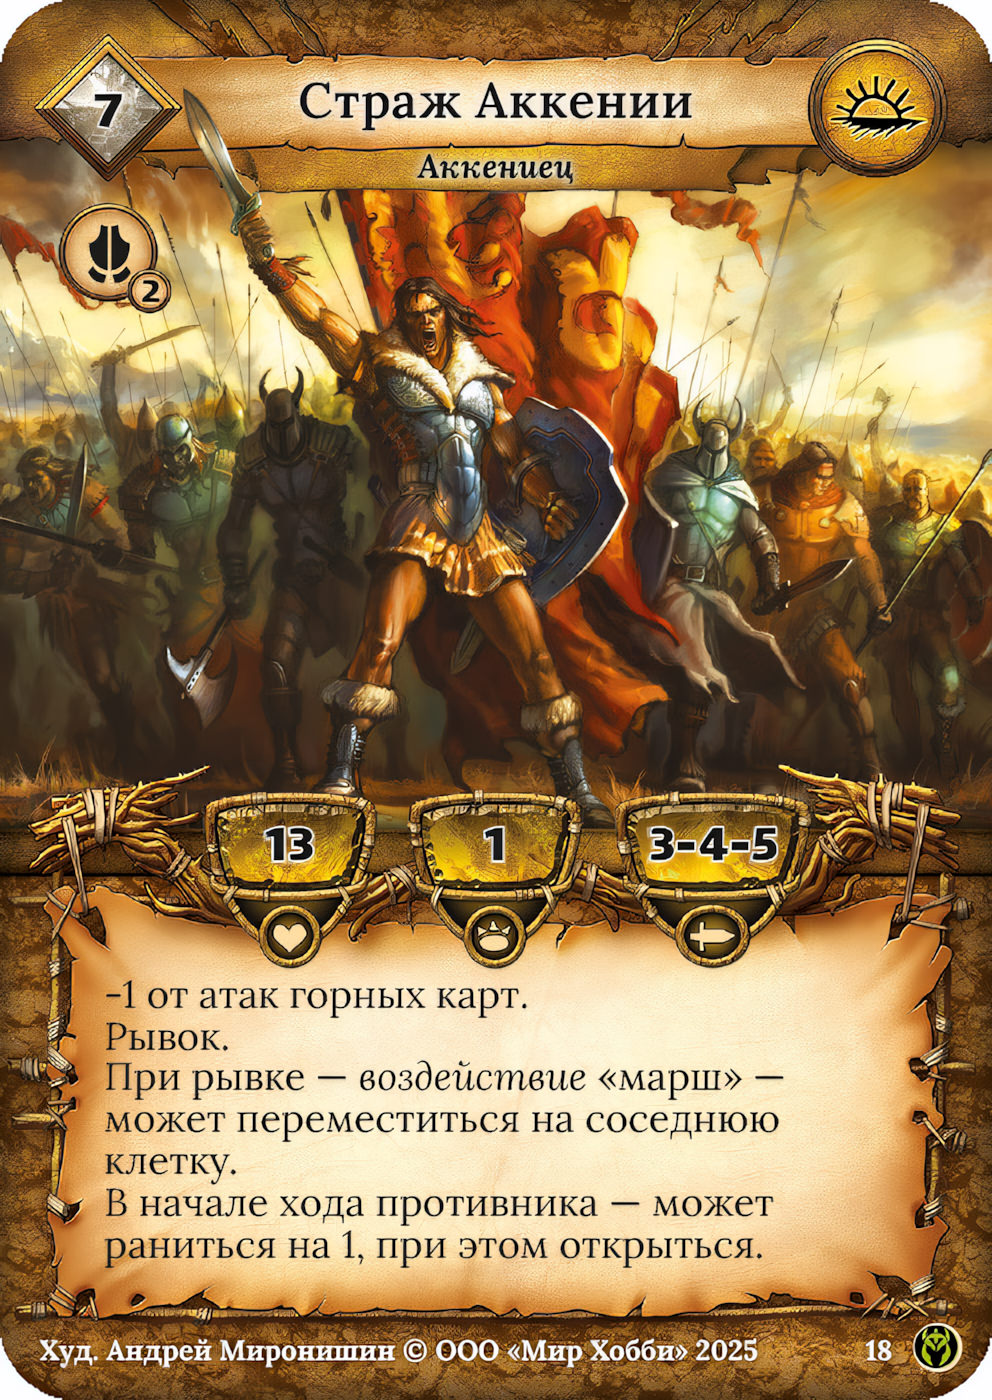 7
Страж Аккении
Аккениец
2
13
1
3-4-5
-1 от атак горных карт.
Рывок.
При рывке — воздействие «марш» —
может переместиться на соседнюю
клетку.
В начале хода противника — может
раниться на 1, при этом открыться.
Худ. Андрей Миронишин © ООО «Мир Хобби» 2025
18